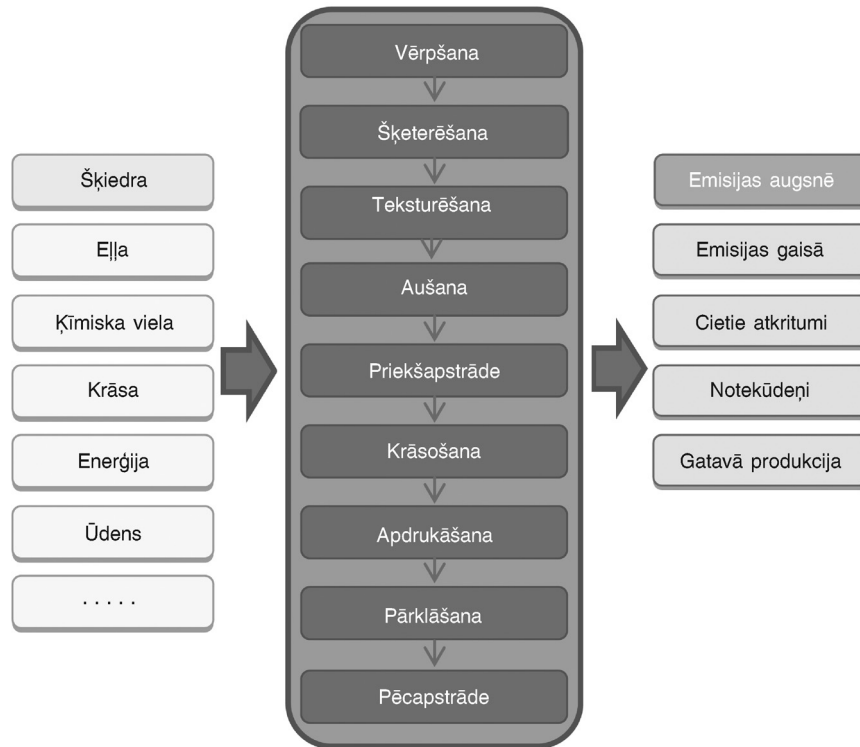 Šķiedra
Eļļa
Ķīmiska viela
Krāsa
Enerģija
Ūdens
. . . . .
Vērpšana
Šķeterēšana
Teksturēšana
Aušana
Priekšapstrāde
Krāsošana
Apdrukāšana
Pārklāšana
Pēcapstrāde
Emisijas augsnē
Emisijas gaisā
Cietie atkritumi
Notekūdeņi
Gatavā produkcija